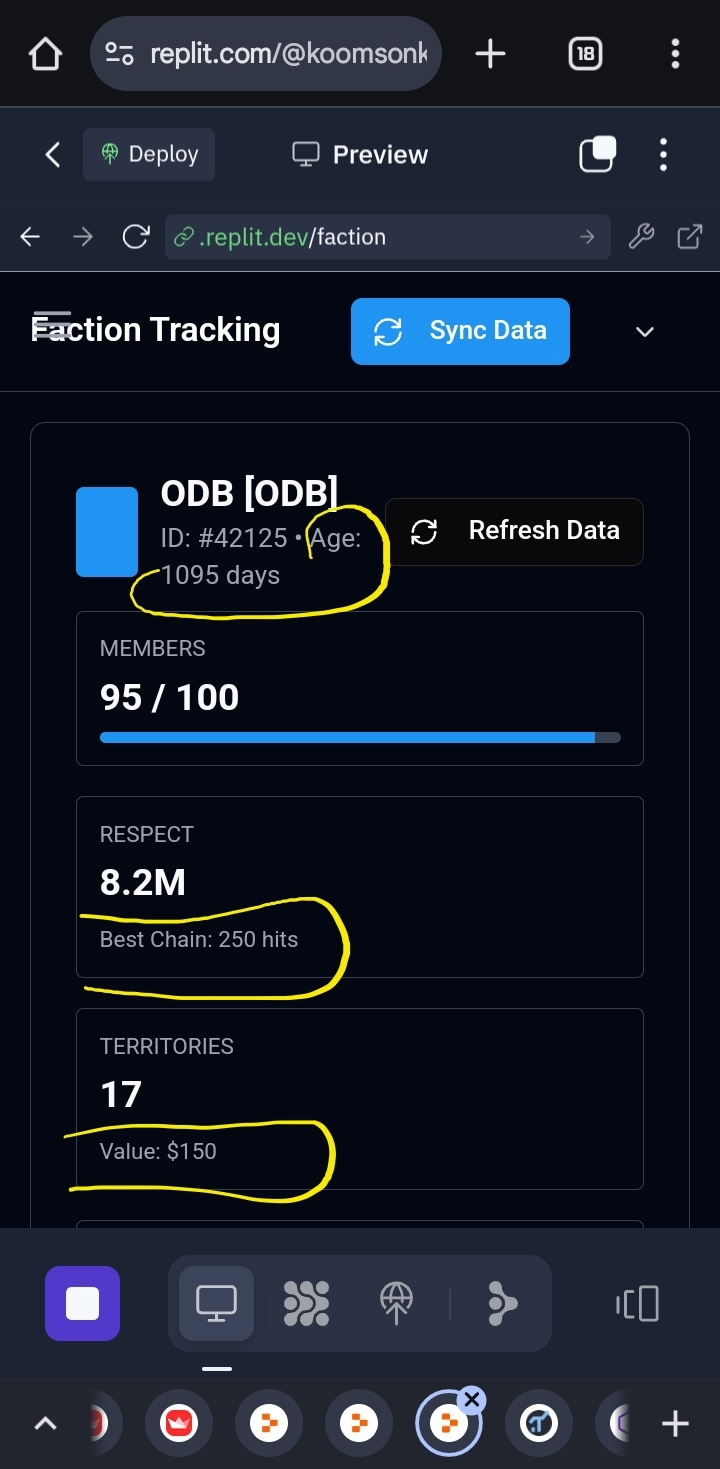 replit.com/@koomsonk
18
Deploy
Preview
.replit.dev/faction
Faction Tracking
Sync Data
ODB [ODB]
ID: #42125 • Age:
1095 days
Refresh Data
MEMBERS
95 / 100
RESPECT
8.2M
Best Chain: 250 hits
TERRITORIES
17
Value: $150